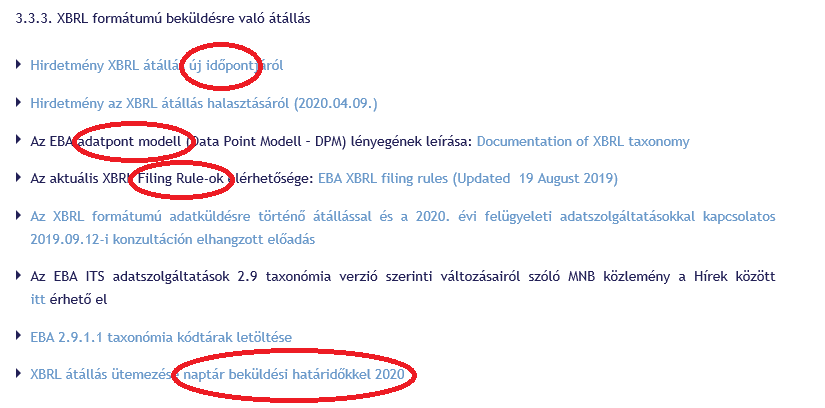 3.3.3. XBRL formátumú beküldésre való átállás
Hirdetmény XBRL átállás új időpontjáról
Hirdetmény az XBRL átállás halasztásáról (2020.04.09.)
Az EBA adatpont modell (Data Point Modell - DPM) lényegének leírása: Documentation of XBRL taxonomy
Az aktuális XBRL Filing Rule-ok elérhetősége: EBA XBRL filing rules (Updated 19 August 2019)
Az XBRL formátumú adatküldésre történő átállással és a 2020. évi felügyeleti adatszolgáltatásokkal kapcsolatos
2019.09.12-i konzultáción elhangzott előadás
Az EBA ITS adatszolgáltatások 2.9 taxonómia verzió szerinti változásairól szóló MNB közlemény a Hírek között
itt érhető el
EBA 2.9.1.1 taxonómia kódtárak letöltése
XBRL átállás ütemezése naptár beküldési határidőkkel 2020